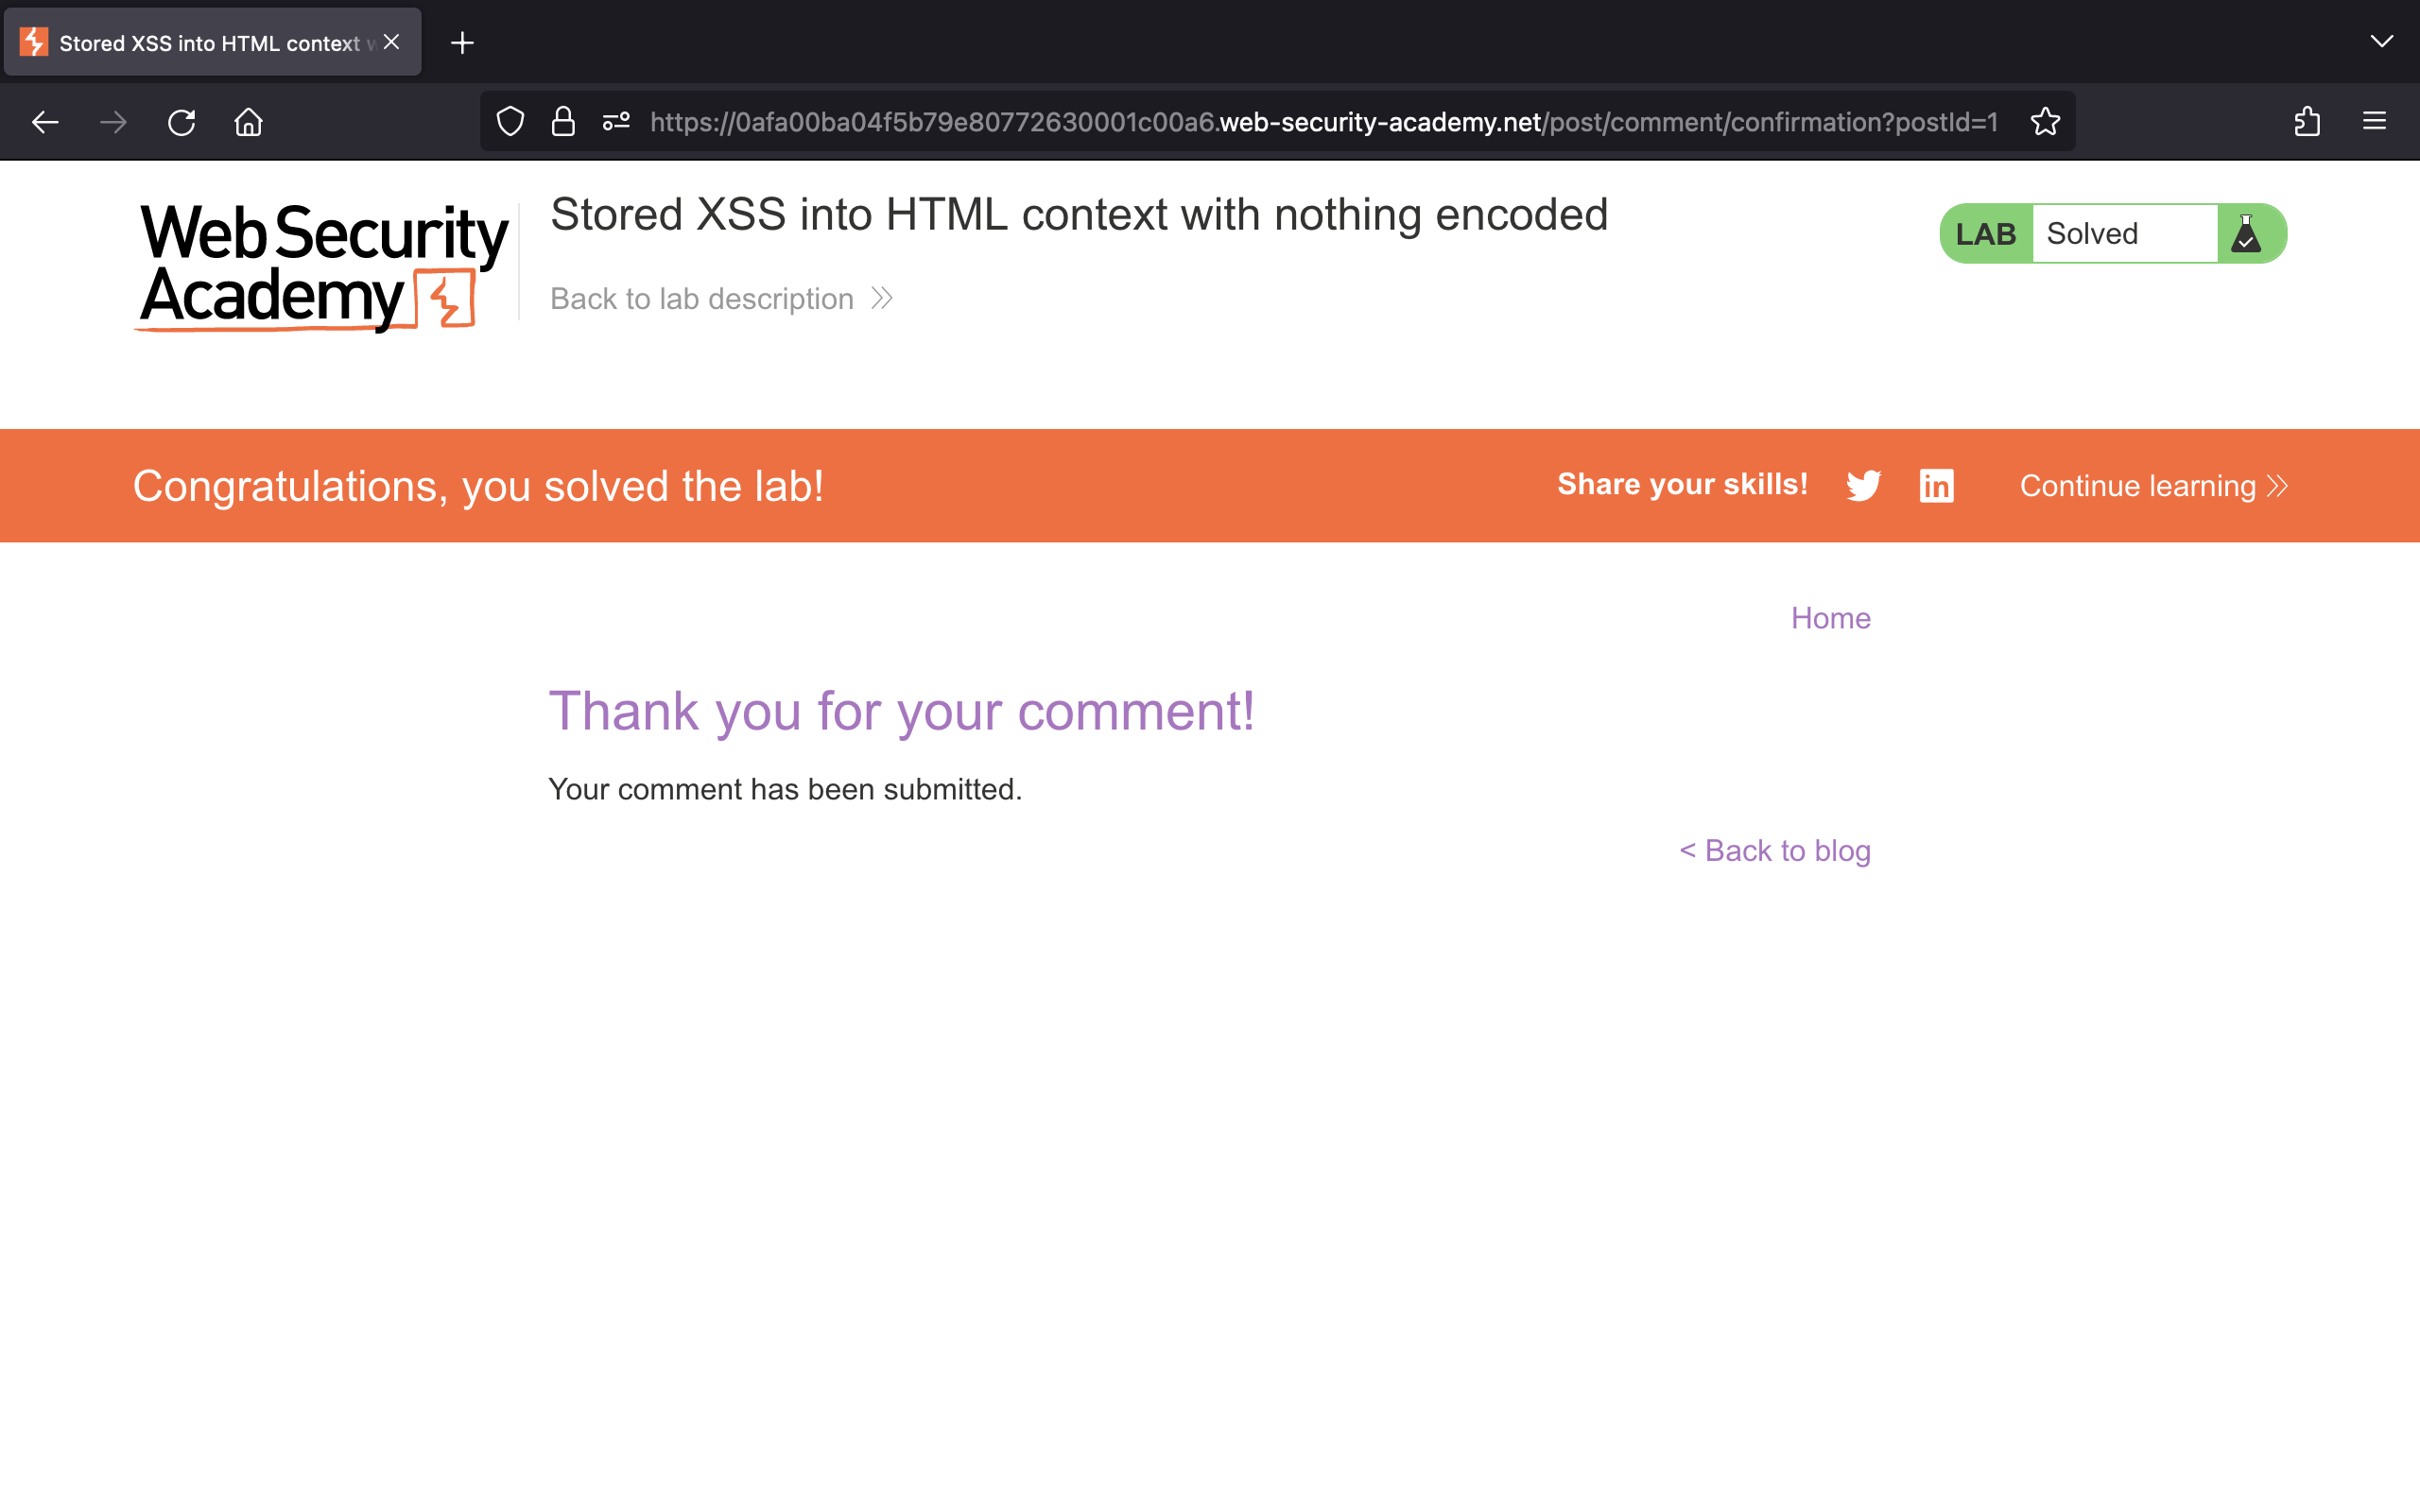 Stored XSS into HTML context w
https://0afa00ba04f5b79e80772630001c00a6.web-security-academy.net/post/comment/confirmation?postId=1
Web Security
Academy
Stored XSS into HTML context with nothing encoded
Back to lab description
LAB Solved
Congratulations, you solved the lab!
Share your skills!
Continue learning
Home
Thank you for your comment!
Your comment has been submitted.
< Back to blog